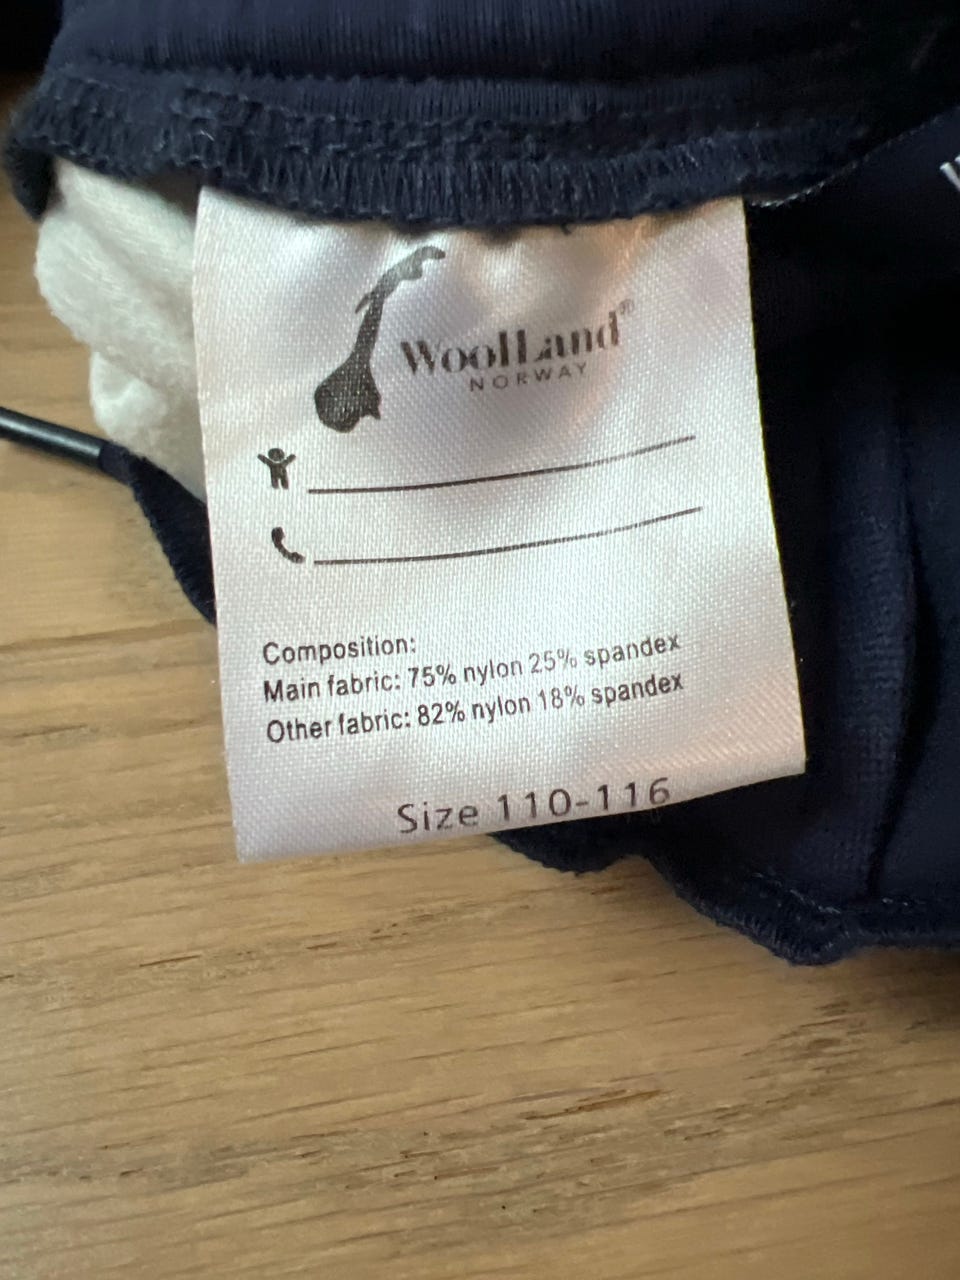 WoolLand®
NORWAY
Composition:
Main fabric: 75% nylon 25% spandex
Other fabric: 82% nylon 18% spandex
Size 110-116